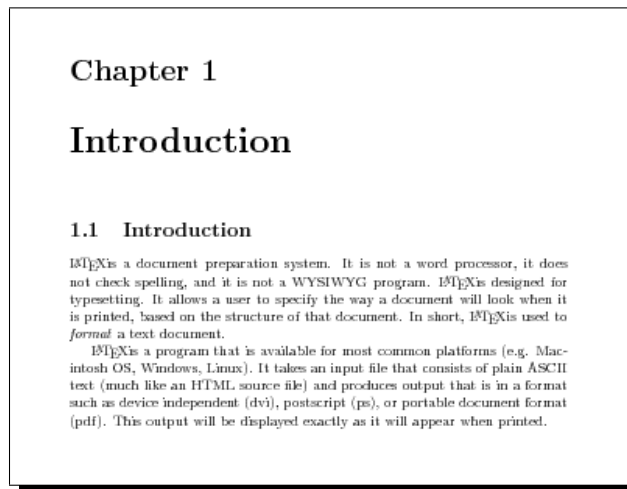 Chapter 1
Introduction
1.1 Introduction
LATEXis a document preparation system. It is not a word processor, it does
not check spelling, and it is not a WYSIWYG program. LATEXis designed for
typesetting. It allows a user to specify the way a document will look when it
is printed, based on the structure of that document. In short, LATEXis used to
format a text document.
LATEXis a program that is available for most common platforms (e.g. Mac-
intosh OS, Windows, Linux). It takes an input file that consists of plain ASCII
text (much like an HTML source file) and produces output that is in a format
such as device independent (dvi), postscript (ps), or portable document format
(pdf). This output will be displayed exactly as it will appear when printed.